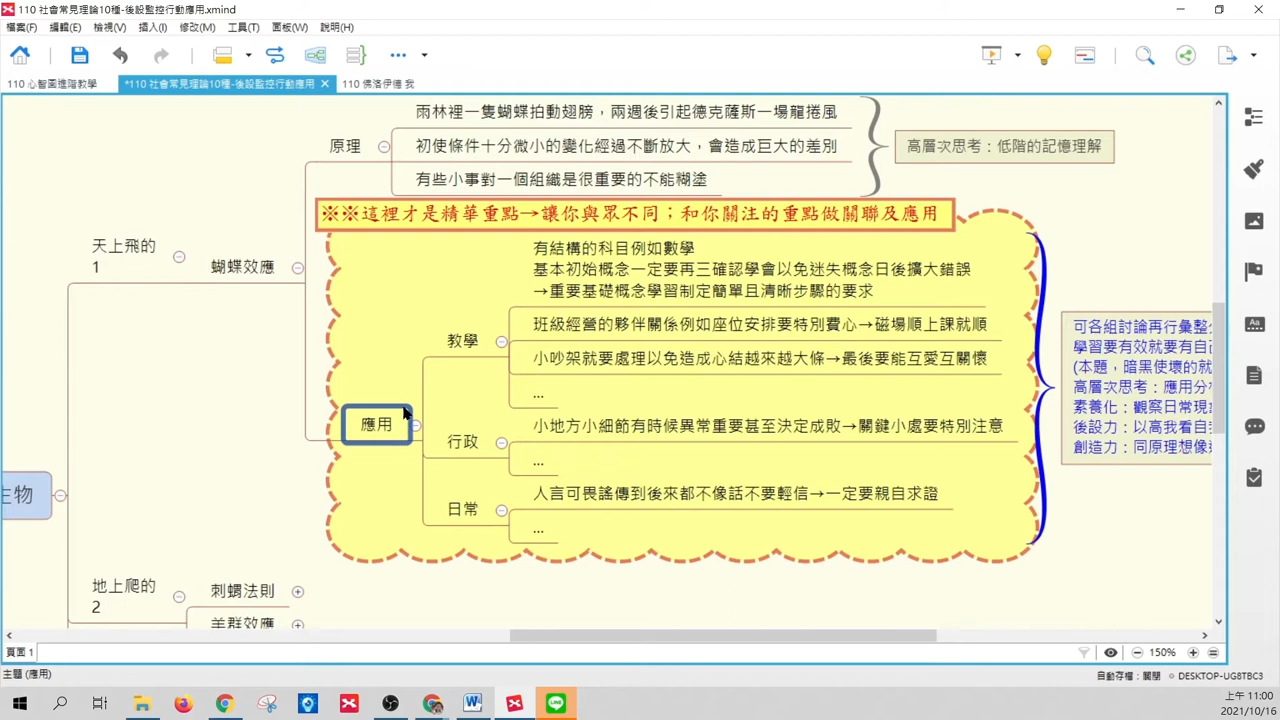 110 社會常見理論10種-後設監控行動應用.xmind
檔案(F) 編輯(E) 檢視(V) 插入(I) 修改(M) 工具(T) 面板(W) 說明(H)
110 心智圖進階教學
*110 社會常見理論10種-後設監控行動應用
110 佛洛伊德 我
雨林裡一隻蝴蝶拍動翅膀，兩週後引起德克薩斯一場龍捲風
原理
初使條件十分微小的變化經過不斷放大，會造成巨大的差別
高層次思考：低階的記憶理解
有些小事對一個組織是很重要的不能糊塗
※※這裡才是精華重點→讓你與眾不同；和你關注的重點做關聯及應用
天上飛的
1
蝴蝶效應
有結構的科目例如數學
基本初始概念一定要再三確認學會以免迷失概念日後擴大錯誤
→重要基礎概念學習制定簡單且清晰步驟的要求
教學
班級經營的夥伴關係例如座位安排要特別費心→磁場順上課就順
小吵架就要處理以免造成心結越來越大條→最後要能互愛互關懷
...
應用
行政
小地方小細節有時候異常重要甚至決定成敗→關鍵小處要特別注意
...
日常
人言可畏謠傳到後來都不像話不要輕信→一定要親自求證
...
可各組討論再行彙整
學習要有效就要有自
(本題，暗黑使壞的就
高層次思考：應用分
素養化：觀察日常現
後設力：以高我看自
創造力：同原理想像
生物
地上爬的
2
刺蝟法則
羊群效應
頁面 1
150%
主題 (應用)
自動存檔：關閉
DESKTOP-UG8TBC3
上午 11:00
2021/10/16